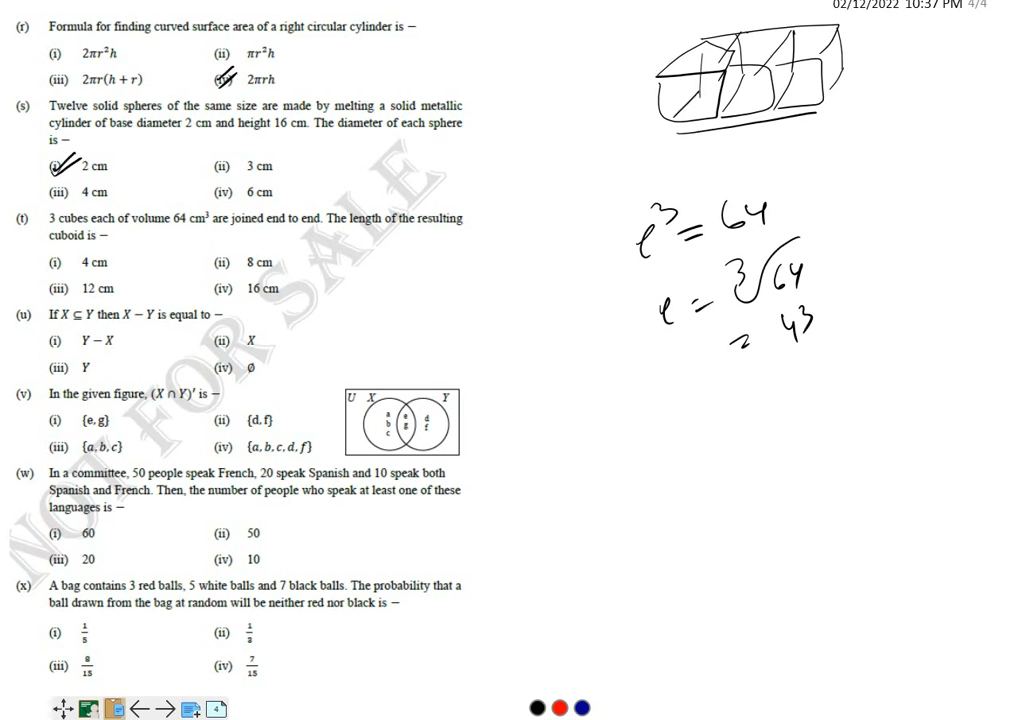 02/12/2022 10:37 PM 4/4
(r) Formula for finding curved surface area of a right circular cylinder is −
(i) 2πr²h (ii) πr²h
(iii) 2πr(h + r) (iv) 2πrh
(s) Twelve solid spheres of the same size are made by melting a solid metallic
cylinder of base diameter 2 cm and height 16 cm. The diameter of each sphere
is −
(i) 2 cm (ii) 3 cm
(iii) 4 cm (iv) 6 cm
(t) 3 cubes each of volume 64 cm³ are joined end to end. The length of the resulting
cuboid is −
(i) 4 cm (ii) 8 cm
(iii) 12 cm (iv) 16 cm
(u) If X ⊆ Y then X − Y is equal to −
(i) Y − X (ii) X
(iii) Y (iv) ∅
(v) In the given figure, (X ∩ Y)′ is −
(i) {e, g} (ii) {d, f}
(iii) {a, b, c} (iv) {a, b, c, d, f}
U X Y
a e d
b g f
c
(w) In a committee, 50 people speak French, 20 speak Spanish and 10 speak both
Spanish and French. Then, the number of people who speak at least one of these
languages is −
(i) 60 (ii) 50
(iii) 20 (iv) 10
(x) A bag contains 3 red balls, 5 white balls and 7 black balls. The probability that a
ball drawn from the bag at random will be neither red nor black is −
(i) 1/5 (ii) 1/3
(iii) 8/15 (iv) 7/15
NOT FOR SALE
ℓ³ = 64
ℓ = 3√64
= 4³
4